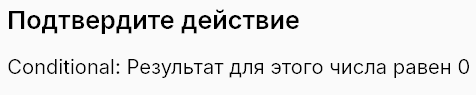 Подтвердите действие
Conditional: Результат для этого числа равен 0